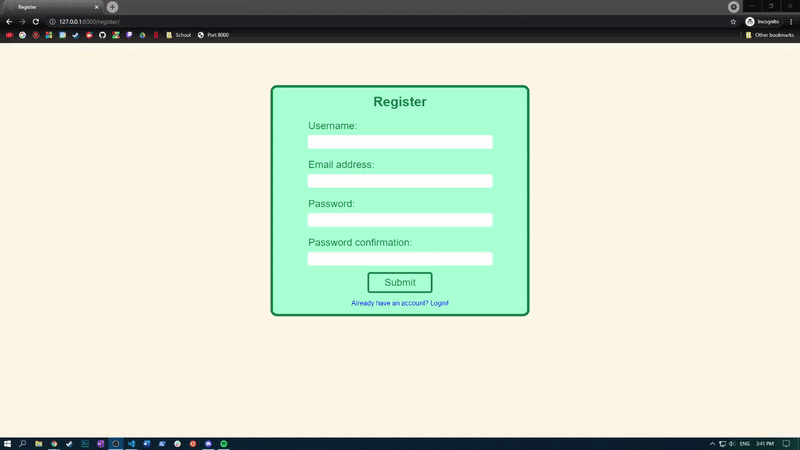 Register
127.0.0.1:8000/register/
Incognito
School
Port 8000
Other bookmarks
Register
Username:
Email address:
Password:
Password confirmation:
Submit
Already have an account? Login!
ENG
3:41 PM